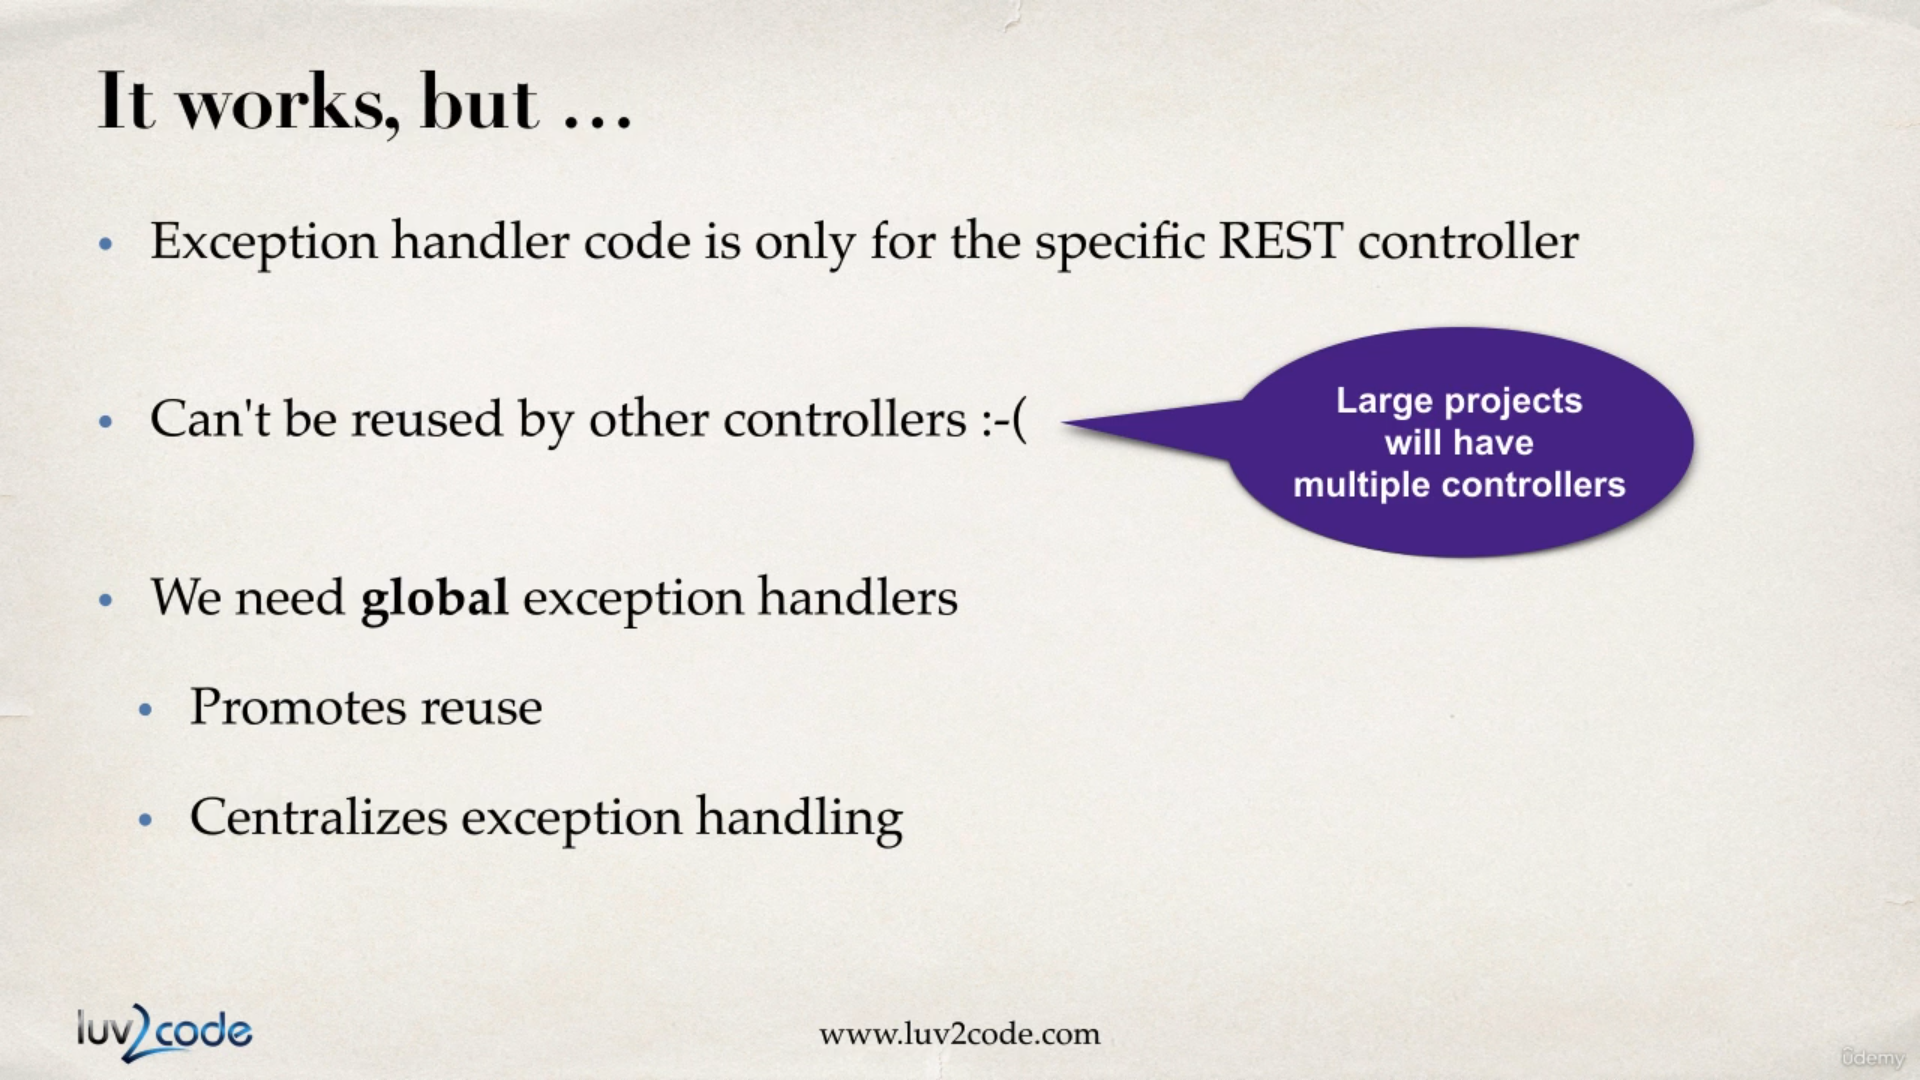 It works, but …
• Exception handler code is only for the specific REST controller
• Can't be reused by other controllers :-(
Large projects
will have
multiple controllers
• We need global exception handlers
• Promotes reuse
• Centralizes exception handling
luv2code
www.luv2code.com
ûdemy